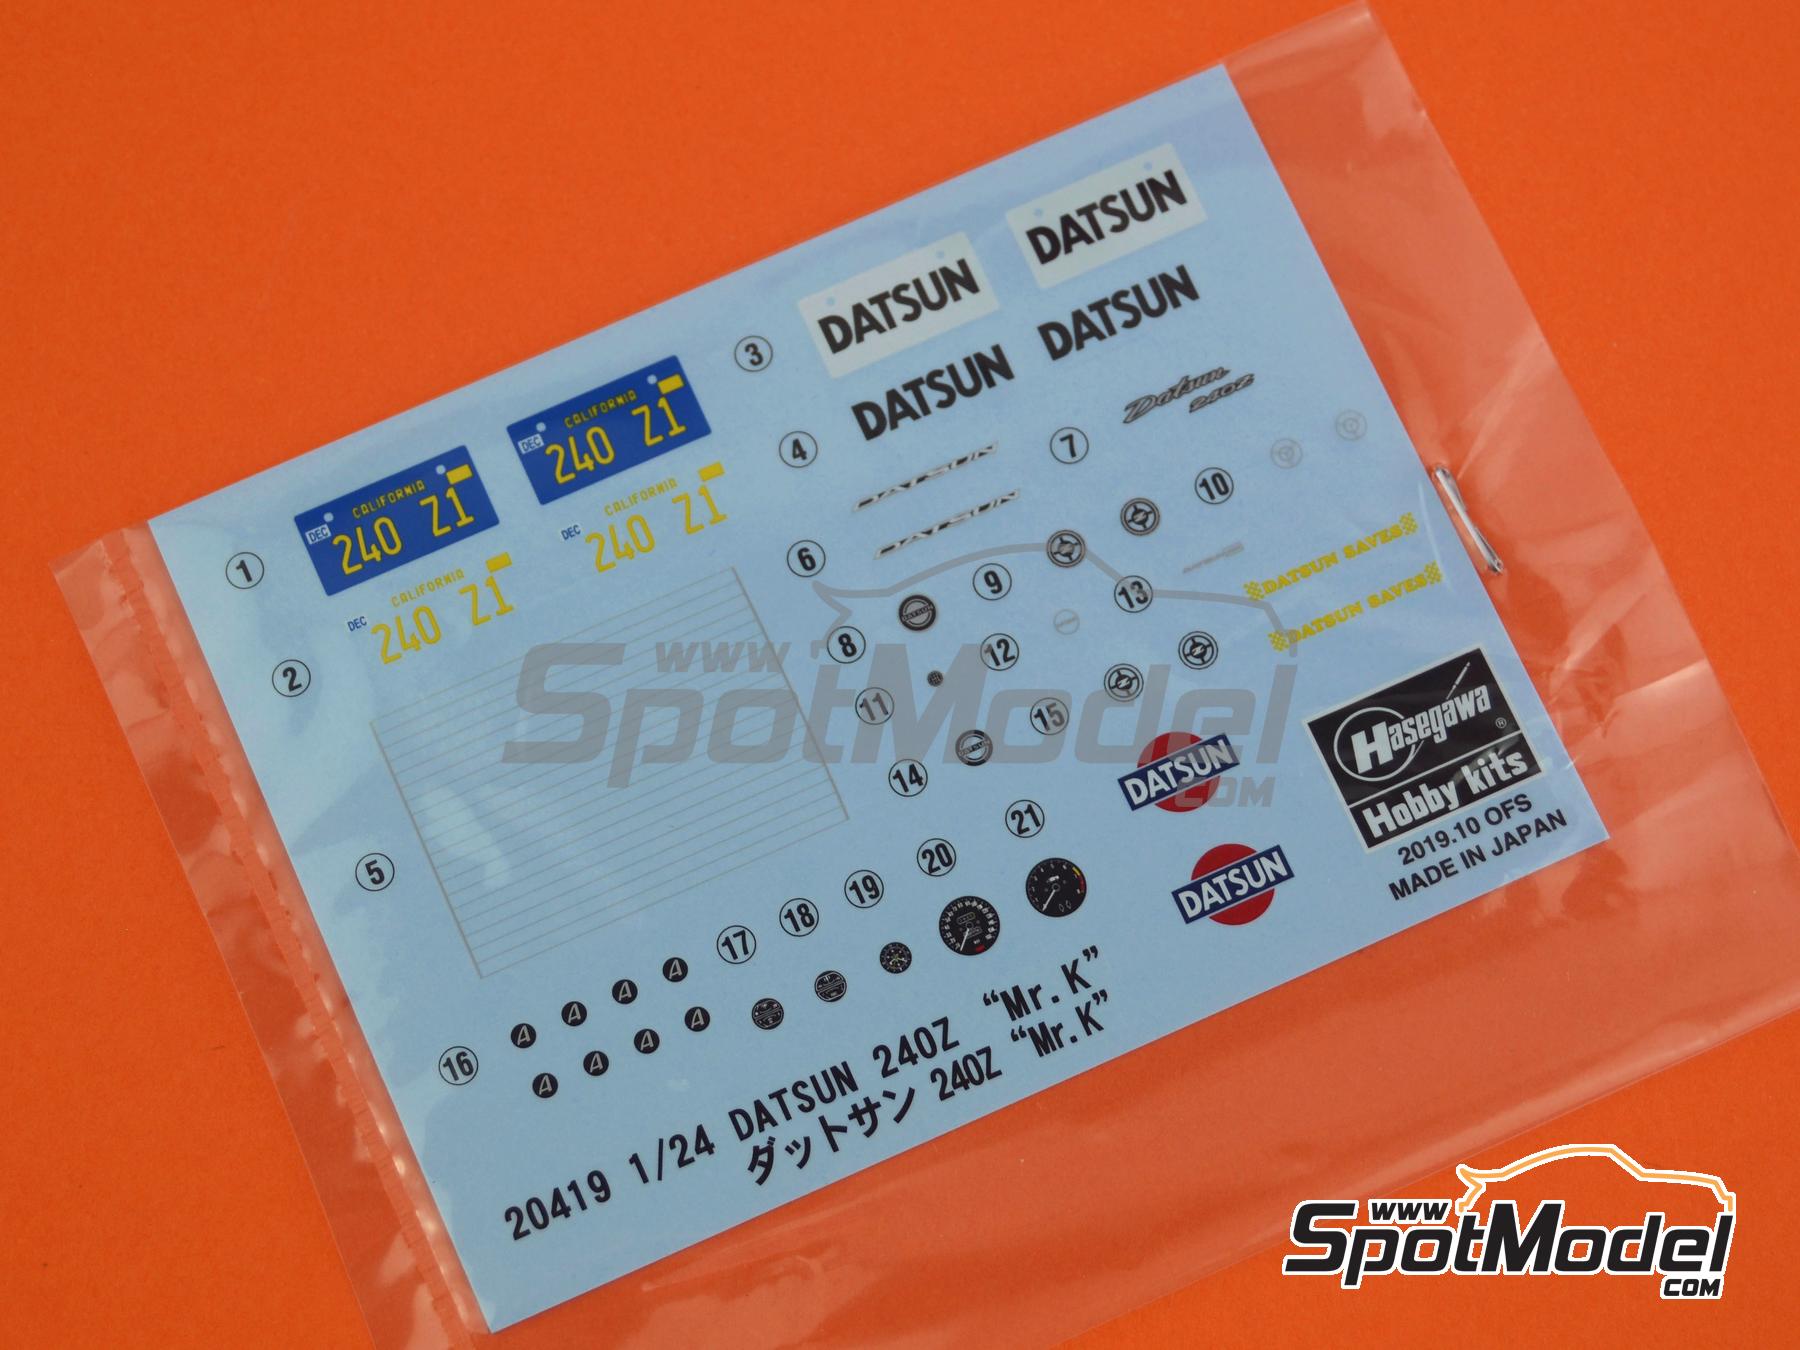 DATSUN
DATSUN
DATSUN
DATSUN
3
CALIFORNIA
DEC
240 Z1
CALIFORNIA
DEC
240 Z1
1
CALIFORNIA
DEC
240 Z1
CALIFORNIA
DEC
240 Z1
2
4
DATSUN
DATSUN
7
Datsun
240Z
6
9
10
13
DATSUN SAVES
DATSUN SAVES
8
DATSUN
12
11
15
14
DATSUN
5
DATSUN
DATSUN
Hasegawa ®
Hobby kits
2019.10 OFS
MADE IN JAPAN
16
A A A A
A A A A
17
18
19
20
21
20419 1/24 DATSUN 240Z “Mr.K”
ダットサン 240Z “Mr.K”
www
SpotModel
.COM
www
SpotModel
.COM